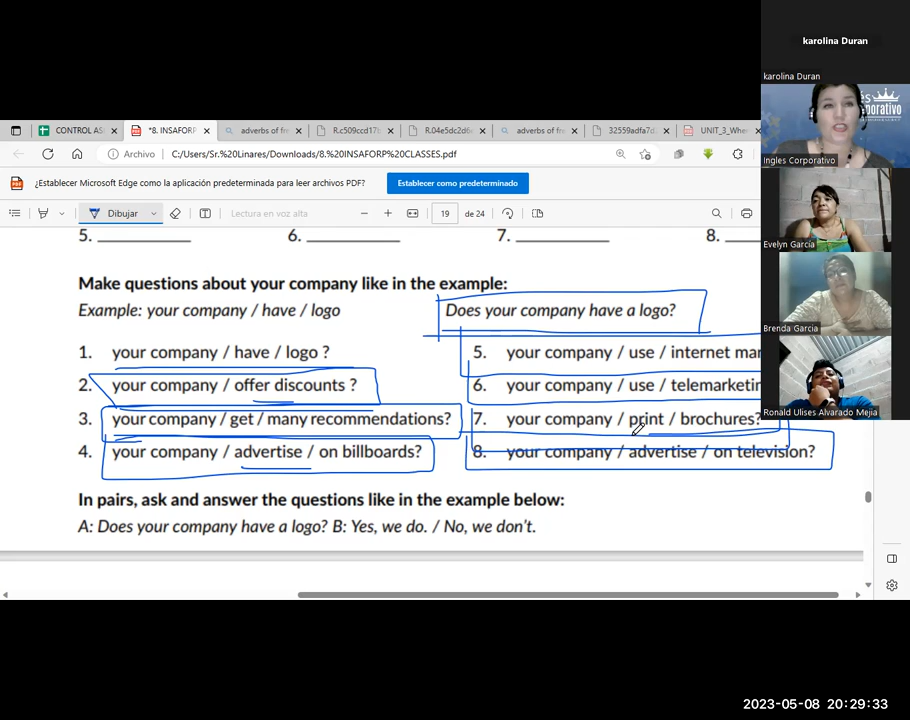 karolina Duran
karolina Duran
CONTROL AS
*8. INSAFORP
adverbs of fre
R.c509ccd17b
R.04e5dc2d6
adverbs of fre
32559adfa7d
UNIT_3_Whe
Ingles Corporativo
Archivo
C:/Users/Sr.%20Linares/Downloads/8.%20INSAFORP%20CLASSES.pdf
¿Establecer Microsoft Edge como la aplicación predeterminada para leer archivos PDF?
Establecer como predeterminado
Dibujar
Lectura en voz alta
19
de 24
Evelyn García
5. ___________ 6. ___________ 7. ___________ 8. ____
Make questions about your company like in the example:
Example: your company / have / logo
Does your company have a logo?
Brenda Garcia
1. your company / have / logo ?
5. your company / use / internet mar
2. your company / offer discounts ?
6. your company / use / telemarketin
3. your company / get / many recommendations?
7. your company / print / brochures?
Ronald Ulises Alvarado Mejia
4. your company / advertise / on billboards?
8. your company / advertise / on television?
In pairs, ask and answer the questions like in the example below:
A: Does your company have a logo? B: Yes, we do. / No, we don't.
2023-05-08 20:29:33